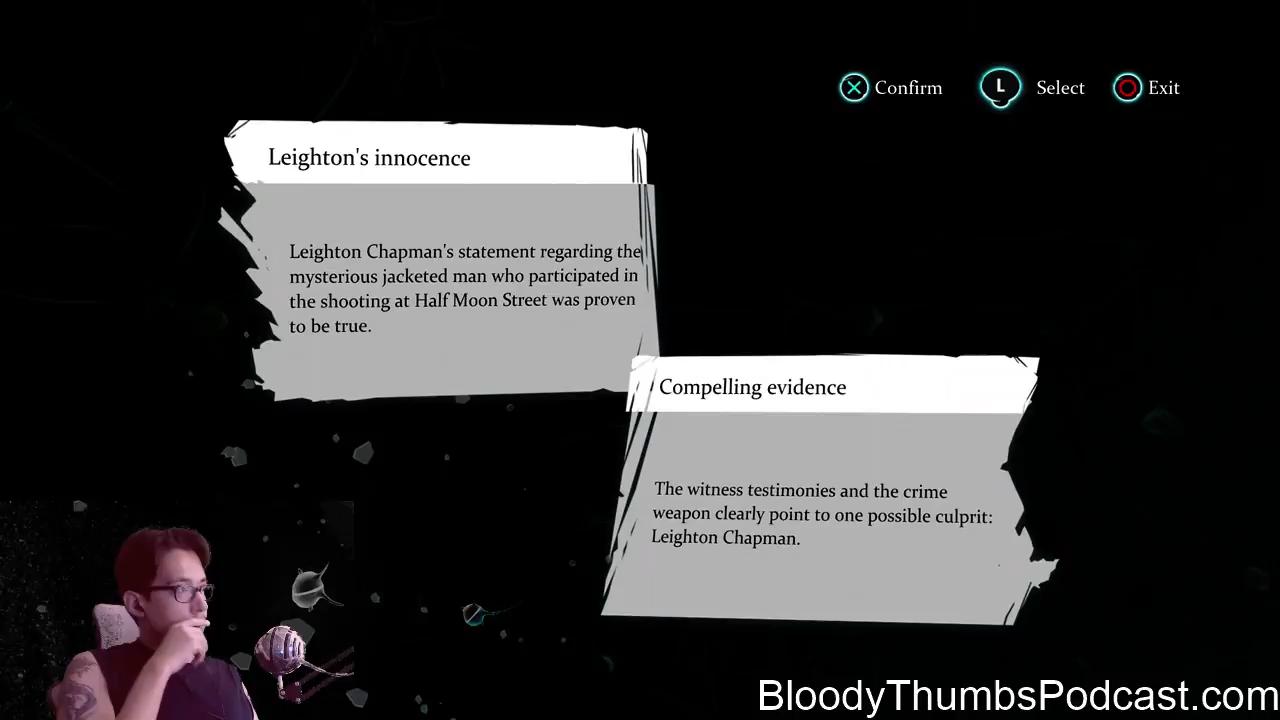 Confirm
L
Select
Exit
Leighton's innocence
Leighton Chapman's statement regarding the
mysterious jacketed man who participated in
the shooting at Half Moon Street was proven
to be true.
Compelling evidence
The witness testimonies and the crime
weapon clearly point to one possible culprit:
Leighton Chapman.
BloodyThumbsPodcast.com